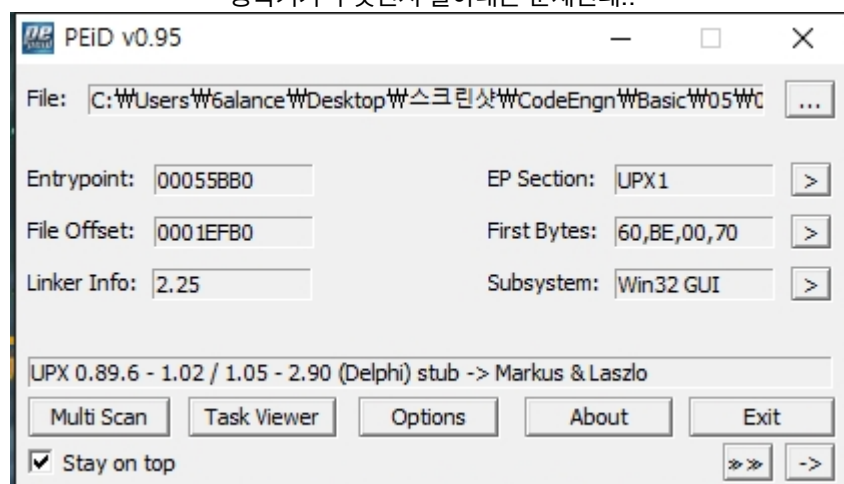 PEiD v0.95
File: C:₩Users₩6alance₩Desktop₩스크린샷₩CodeEngn₩Basic₩05₩0 ...
Entrypoint: 00055BB0 EP Section: UPX1 >
File Offset: 0001EFB0 First Bytes: 60,BE,00,70 >
Linker Info: 2.25 Subsystem: Win32 GUI >
UPX 0.89.6 - 1.02 / 1.05 - 2.90 (Delphi) stub -> Markus & Laszlo
Multi Scan Task Viewer Options About Exit
Stay on top >> >> ->